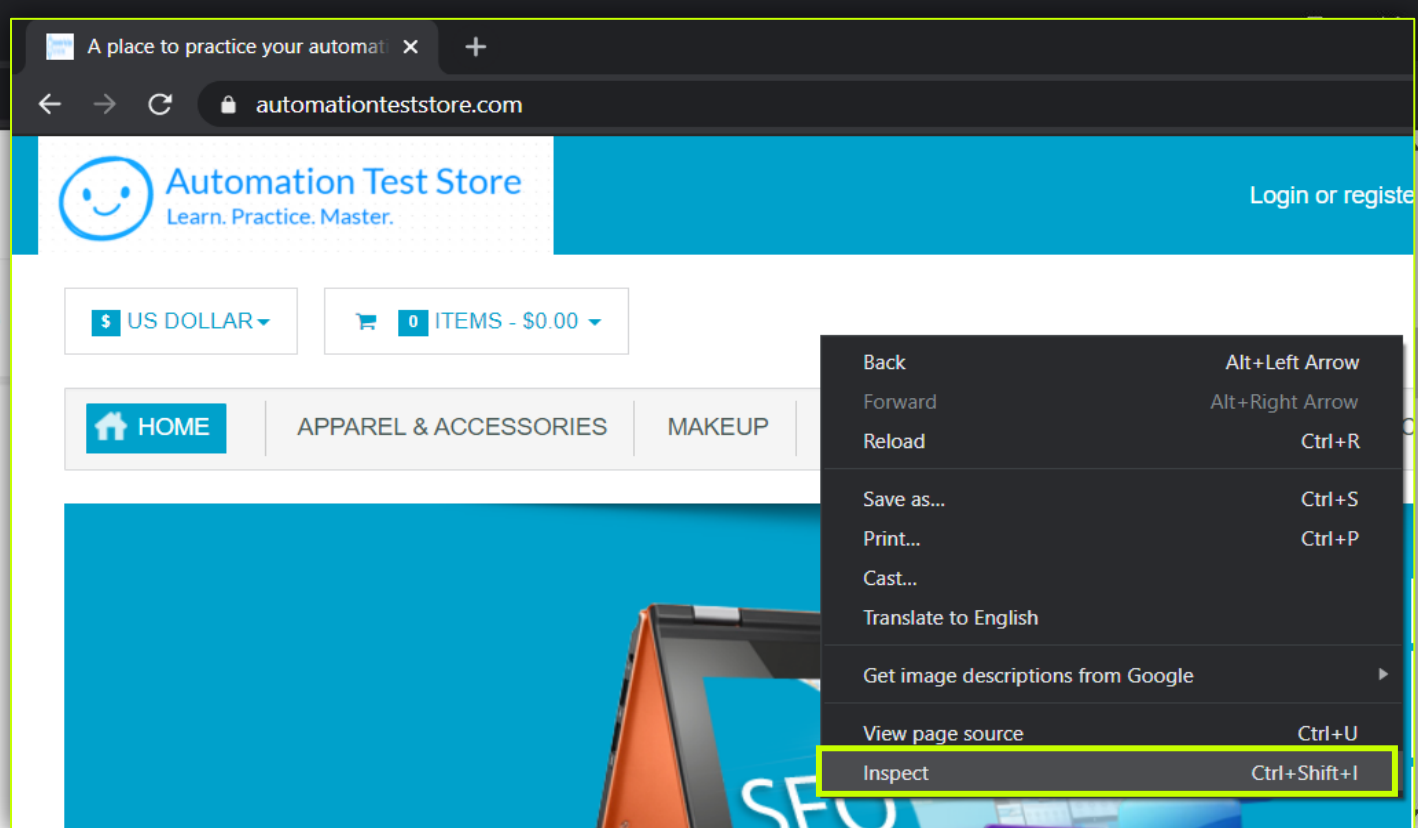 A place to practice your automati
automationteststore.com
Automation Test Store
Learn. Practice. Master.
Login or registe
$ US DOLLAR
0 ITEMS - $0.00
HOME
APPAREL & ACCESSORIES
MAKEUP
Back Alt+Left Arrow
Forward Alt+Right Arrow
Reload Ctrl+R
Save as... Ctrl+S
Print... Ctrl+P
Cast...
Translate to English
Get image descriptions from Google
View page source Ctrl+U
Inspect Ctrl+Shift+I
SEO